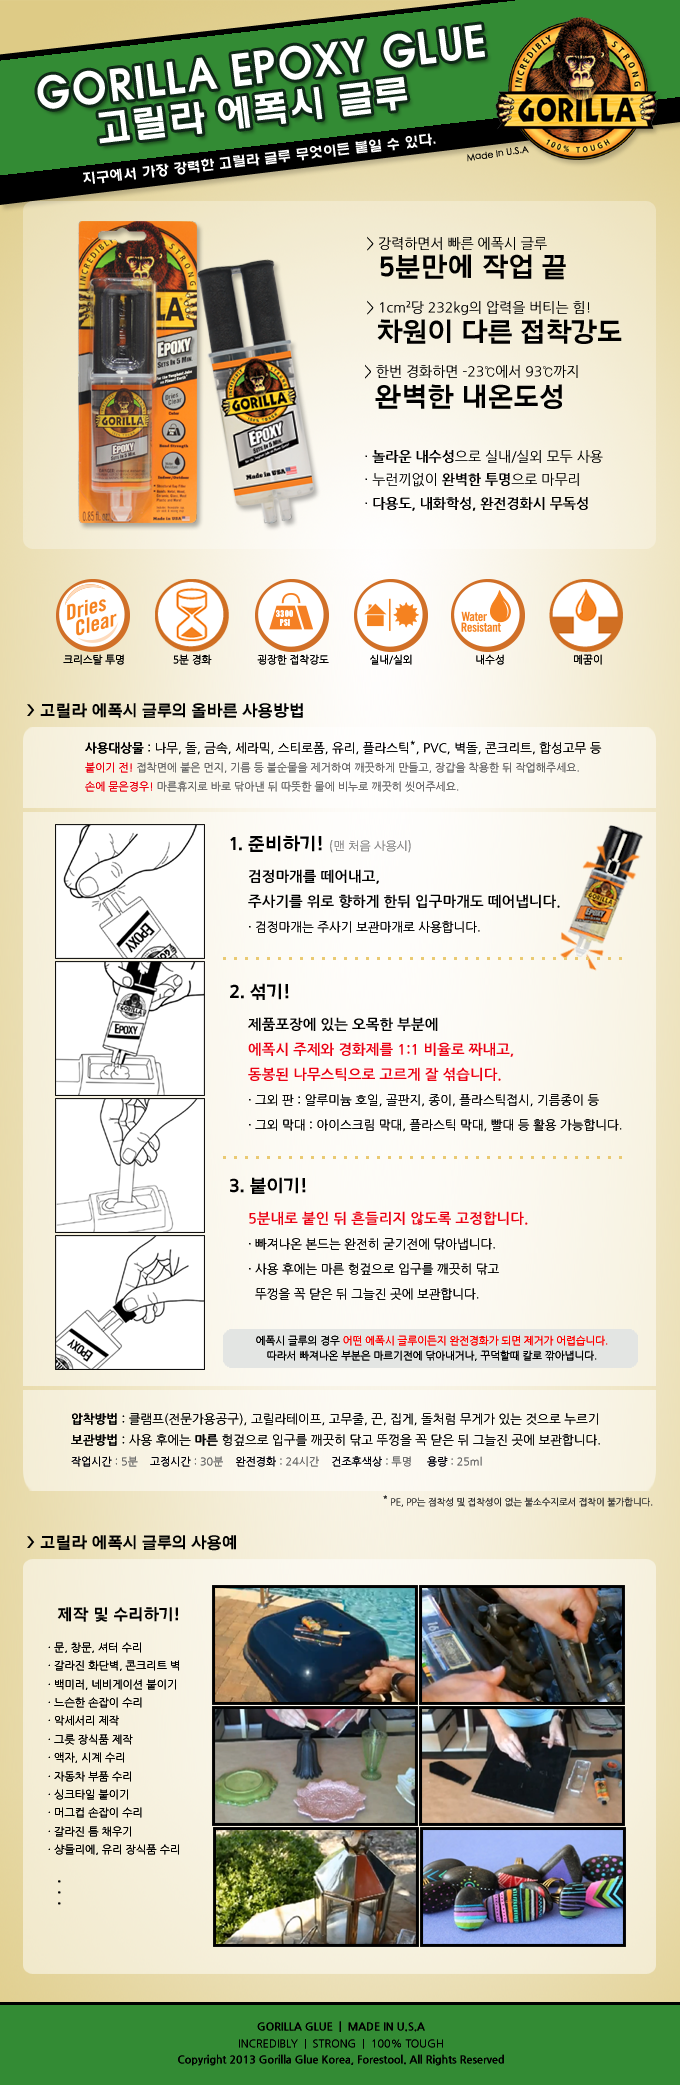 GORILLA EPOXY GLUE
고릴라 에폭시 글루
지구에서 가장 강력한 고릴라 글루 무엇이든 붙일 수 있다.
INCREDIBLY STRONG
GORILLA
100% TOUGH
Made In U.S.A
> 강력하면서 빠른 에폭시 글루
5분만에 작업 끝
> 1cm²당 232kg의 압력을 버티는 힘!
차원이 다른 접착강도
> 한번 경화하면 -23℃에서 93℃까지
완벽한 내온도성
· 놀라운 내수성으로 실내/실외 모두 사용
· 누런끼없이 완벽한 투명으로 마무리
· 다용도, 내화학성, 완전경화시 무독성
INCREDIBLY STRONG
LA
EPOXY
SETS IN 5 MIN.
Dries Clear
GORILLA
EPOXY
0.85 fl oz
Made in USA
GORILLA
EPOXY
SETS IN 5 MIN.
Made in USA
Dries Clear
3300 PSI
Water Resistant
크리스탈 투명
5분 경화
굉장한 접착강도
실내/실외
내수성
메꿈이
> 고릴라 에폭시 글루의 올바른 사용방법
사용대상물 : 나무, 돌, 금속, 세라믹, 스티로폼, 유리, 플라스틱*, PVC, 벽돌, 콘크리트, 합성고무 등
붙이기 전! 접착면에 붙은 먼지, 기름 등 불순물을 제거하여 깨끗하게 만들고, 장갑을 착용한 뒤 작업해주세요.
손에 묻은경우! 마른휴지로 바로 닦아낸 뒤 따뜻한 물에 비누로 깨끗히 씻어주세요.
EPOXY
1. 준비하기! (맨 처음 사용시)
검정마개를 떼어내고,
주사기를 위로 향하게 한뒤 입구마개도 떼어냅니다.
· 검정마개는 주사기 보관마개로 사용합니다.
GORILLA
EPOXY
EPOXY
2. 섞기!
제품포장에 있는 오목한 부분에
에폭시 주제와 경화제를 1:1 비율로 짜내고,
동봉된 나무스틱으로 고르게 잘 섞습니다.
· 그외 판 : 알루미늄 호일, 골판지, 종이, 플라스틱접시, 기름종이 등
· 그외 막대 : 아이스크림 막대, 플라스틱 막대, 빨대 등 활용 가능합니다.
3. 붙이기!
5분내로 붙인 뒤 흔들리지 않도록 고정합니다.
· 빠져나온 본드는 완전히 굳기전에 닦아냅니다.
· 사용 후에는 마른 헝겊으로 입구를 깨끗히 닦고
뚜껑을 꼭 닫은 뒤 그늘진 곳에 보관합니다.
EPOXY
에폭시 글루의 경우 어떤 에폭시 글루이든지 완전경화가 되면 제거가 어렵습니다.
따라서 빠져나온 부분은 마르기전에 닦아내거나, 꾸덕할때 칼로 깎아냅니다.
압착방법 : 클램프(전문가용공구), 고릴라테이프, 고무줄, 끈, 집게, 돌처럼 무게가 있는 것으로 누르기
보관방법 : 사용 후에는 마른 헝겊으로 입구를 깨끗히 닦고 뚜껑을 꼭 닫은 뒤 그늘진 곳에 보관합니다.
작업시간 : 5분 고정시간 : 30분 완전경화 : 24시간 건조후색상 : 투명 용량 : 25ml
* PE, PP는 점착성 및 접착성이 없는 불소수지로서 접착이 불가합니다.
> 고릴라 에폭시 글루의 사용예
제작 및 수리하기!
· 문, 창문, 셔터 수리
· 갈라진 화단벽, 콘크리트 벽
· 백미러, 네비게이션 붙이기
· 느슨한 손잡이 수리
· 악세서리 제작
· 그릇 장식품 제작
· 액자, 시계 수리
· 자동차 부품 수리
· 싱크타일 붙이기
· 머그컵 손잡이 수리
· 갈라진 틈 채우기
· 샹들리에, 유리 장식품 수리
GORILLA GLUE | MADE IN U.S.A
INCREDIBLY | STRONG | 100% TOUGH
Copyright 2013 Gorilla Glue Korea, Forestool. All Rights Reserved